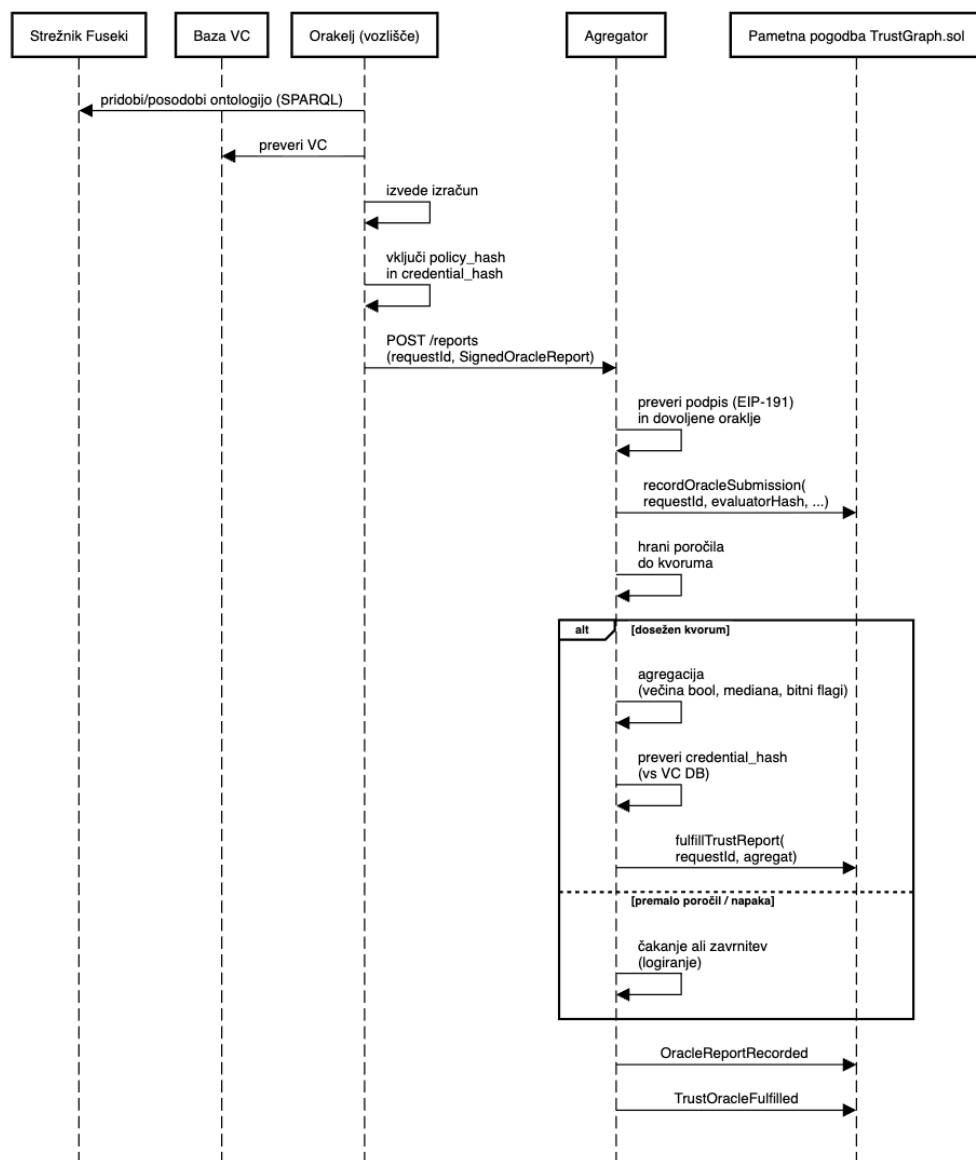 Strežnik Fuseki
Baza VC
Orakelj (vozlišče)
Agregator
Pametna pogodba TrustGraph.sol
pridobi/posodobi ontologijo (SPARQL)
preveri VC
izvede izračun
vključi policy_hash
in credential_hash
POST /reports
(requestId, SignedOracleReport)
preveri podpis (EIP-191)
in dovoljene oraklje
recordOracleSubmission(
requestId, evaluatorHash, ...)
hrani poročila
do kvoruma
alt
[dosežen kvorum]
agregacija
(večina bool, mediana, bitni flagi)
preveri credential_hash
(vs VC DB)
fulfillTrustReport(
requestId, agregat)
[premalo poročil / napaka]
čakanje ali zavrnitev
(logiranje)
OracleReportRecorded
TrustOracleFulfilled